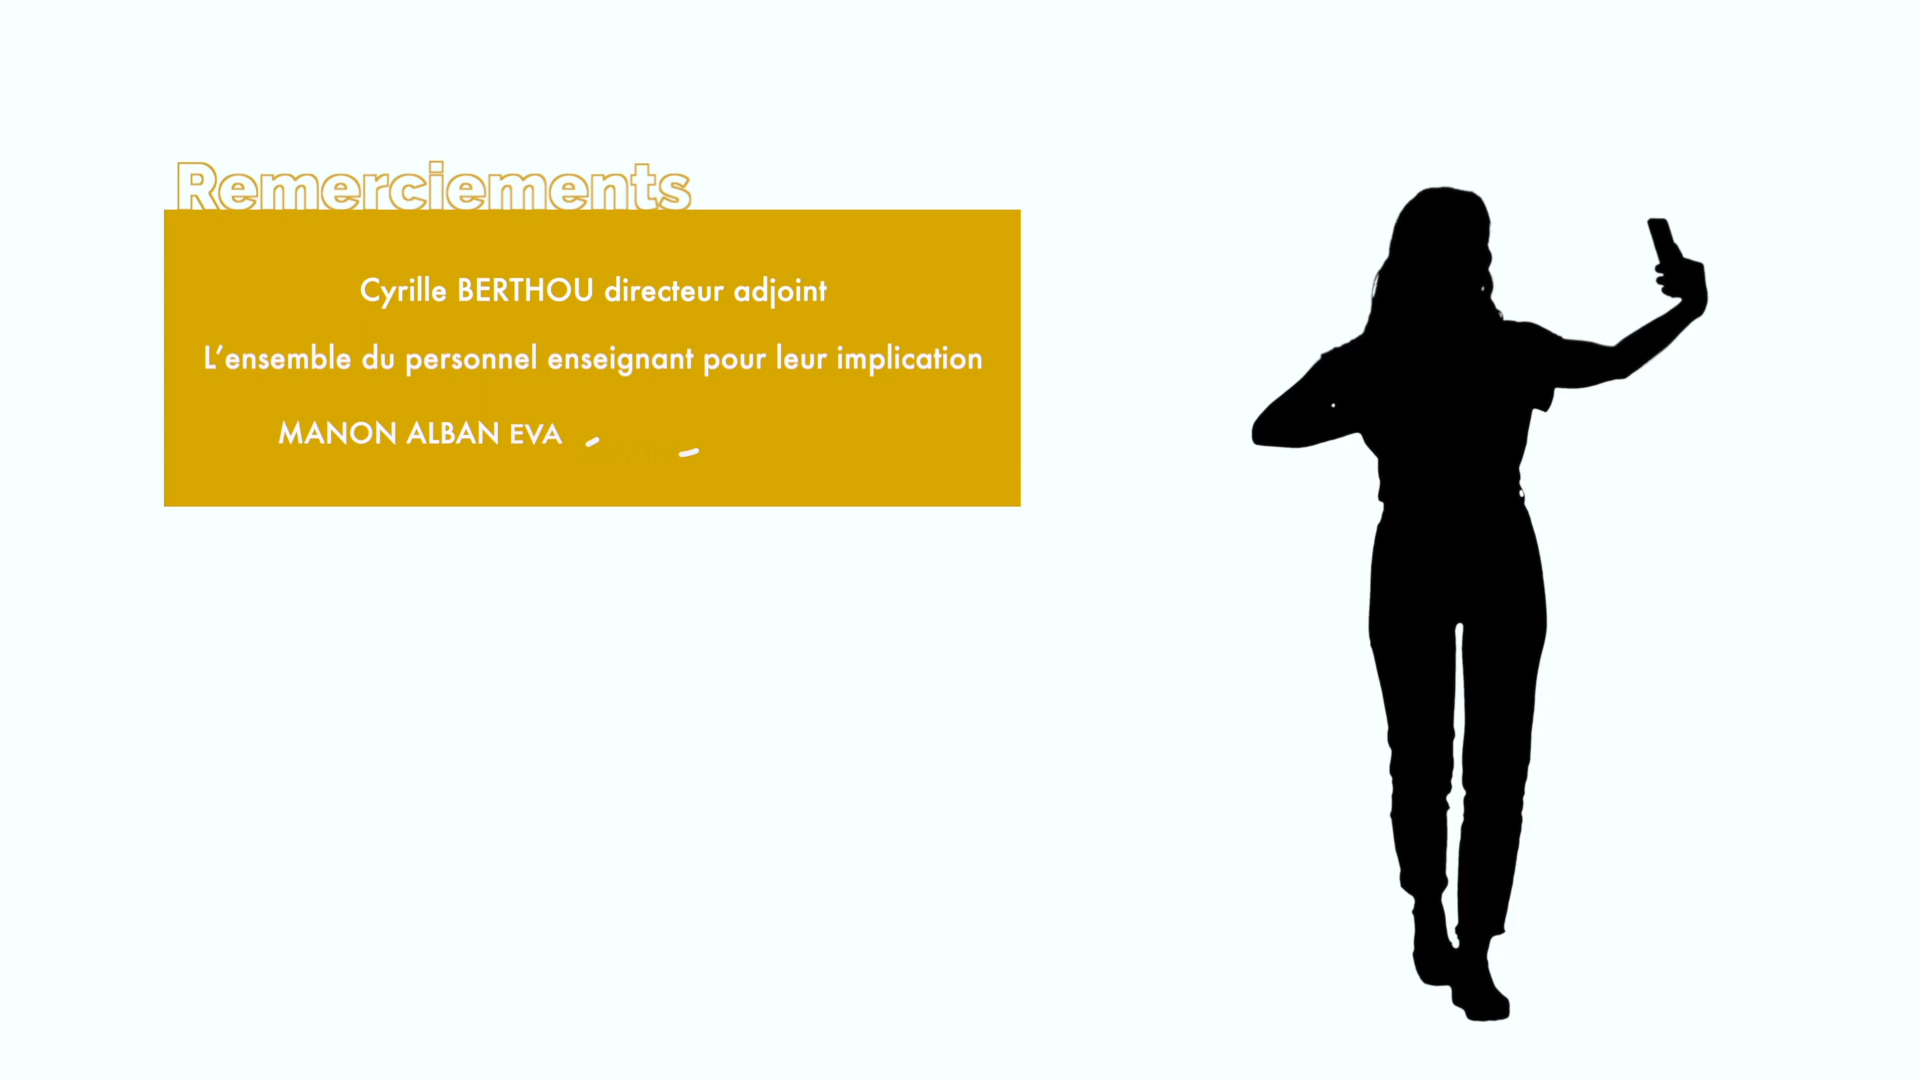 Remerciements
Cyrille BERTHOU directeur adjoint
L’ensemble du personnel enseignant pour leur implication
MANON ALBAN EVA